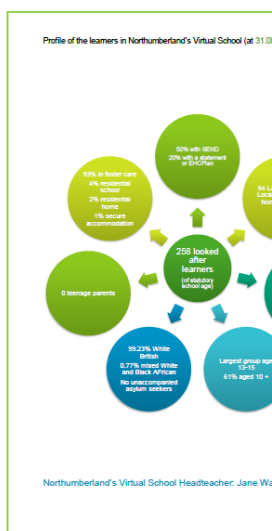 Profile of the learners in Northumberland's Virtual School (at 31.08
50% with SEND
20% with a statement
or EHCPlan
93% in foster care
4% residential
school
2% residential
home
1% secure
accommodation
64 L
Loca
Nor
258 looked
after
learners
(of statutory
school age)
0 teenage parents
99.23% White
British
0.77% mixed White
and Black African
No unaccompanied
asylum seekers
Largest group age
13-15
61% aged 10 +
Northumberland's Virtual School Headteacher: Jane Wa